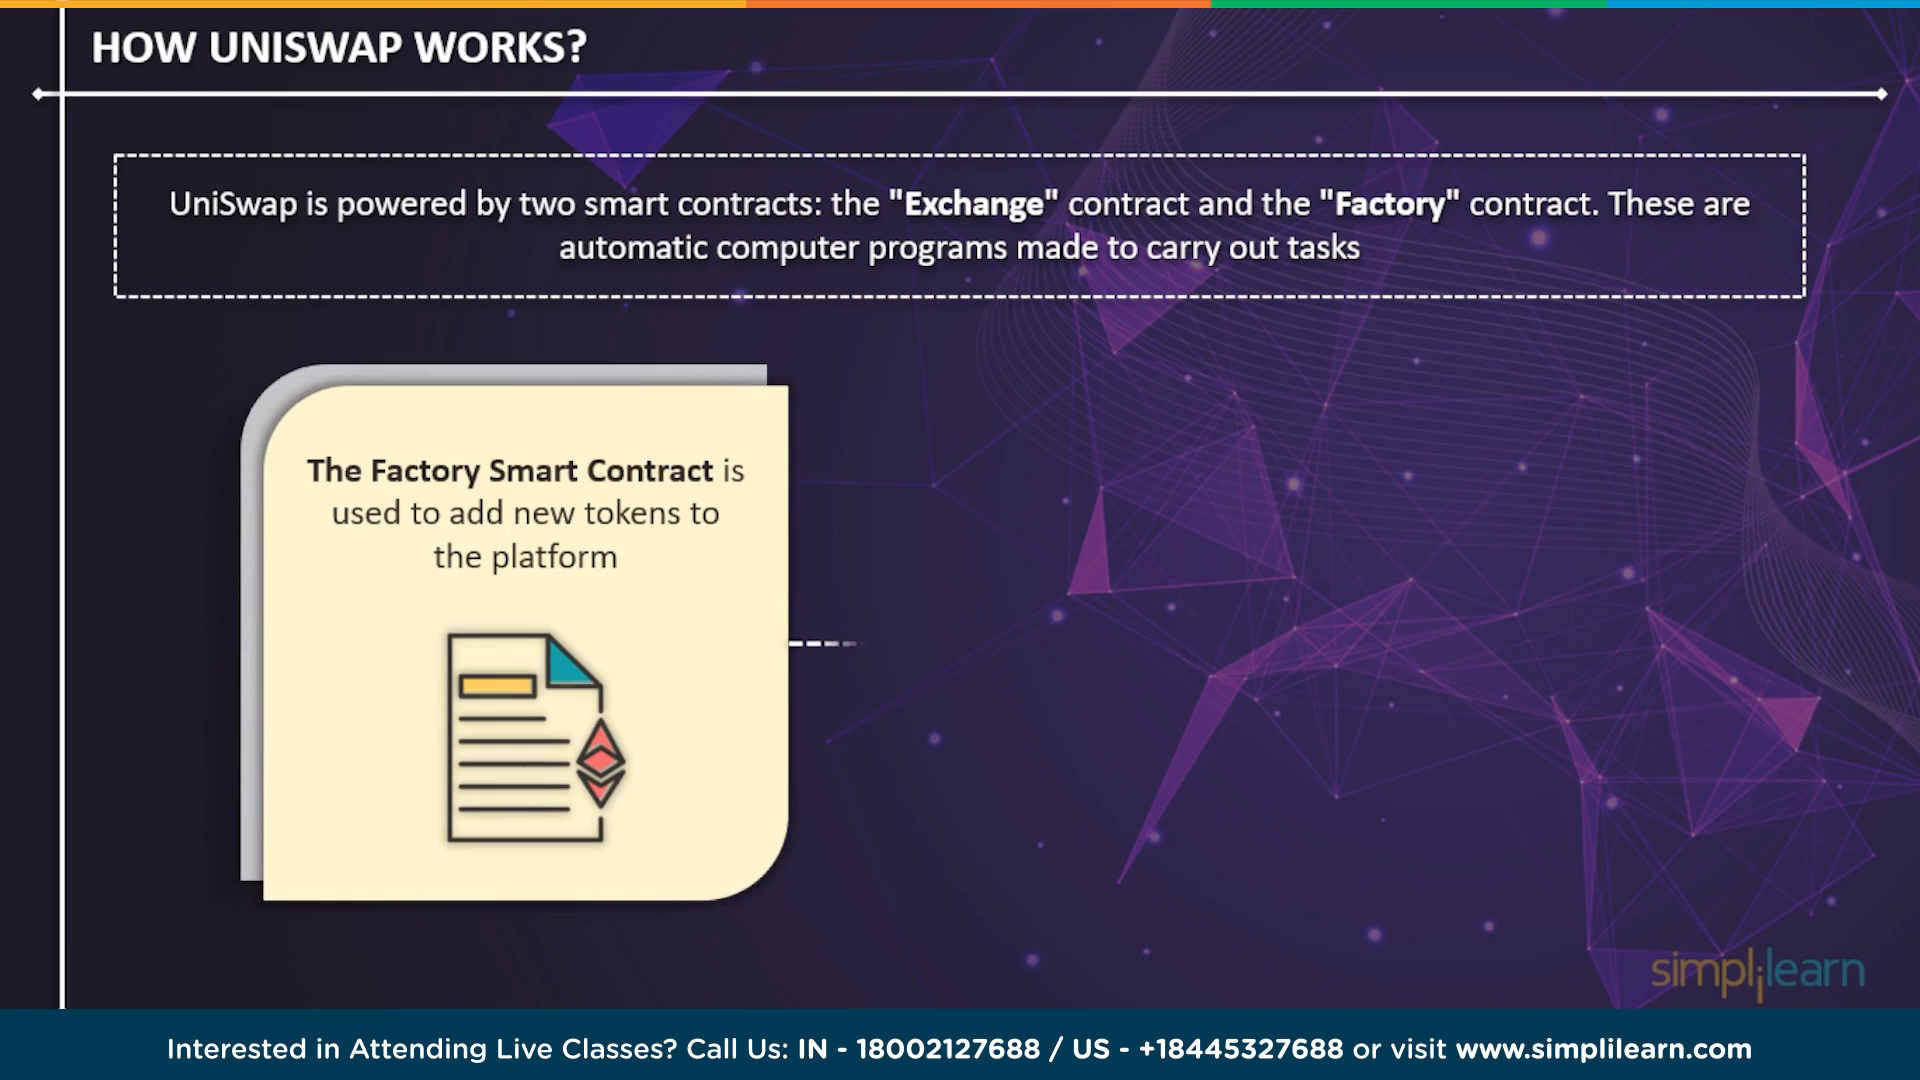 HOW UNISWAP WORKS?
UniSwap is powered by two smart contracts: the "Exchange" contract and the "Factory" contract. These are
automatic computer programs made to carry out tasks
The Factory Smart Contract is
used to add new tokens to
the platform
simplilearn
Interested in Attending Live Classes? Call Us: IN - 18002127688 / US - +18445327688 or visit www.simplilearn.com